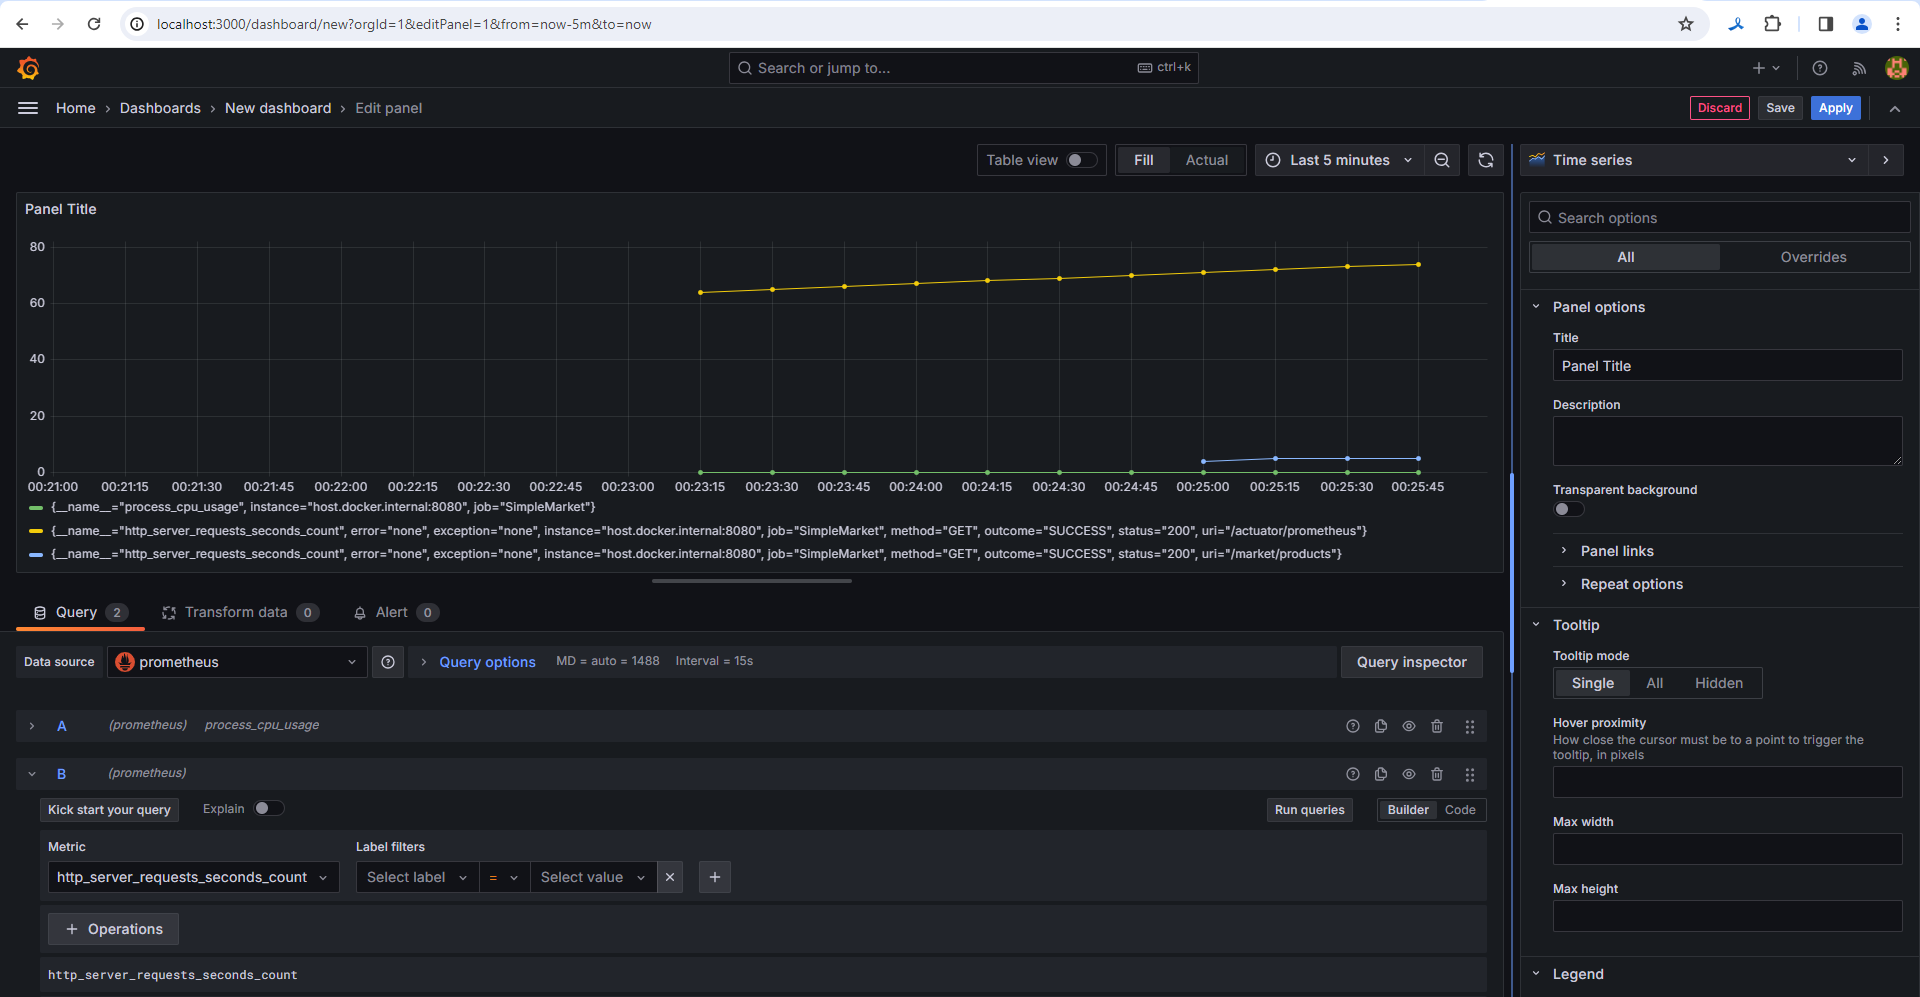 localhost:3000/dashboard/new?orgId=1&editPanel=1&from=now-5m&to=now
Search or jump to...
ctrl+k
Home › Dashboards › New dashboard › Edit panel
Discard
Save
Apply
Table view
Fill
Actual
Last 5 minutes
Time series
Panel Title
80
60
40
20
0
00:21:00 00:21:15 00:21:30 00:21:45 00:22:00 00:22:15 00:22:30 00:22:45 00:23:00 00:23:15 00:23:30 00:23:45 00:24:00 00:24:15 00:24:30 00:24:45 00:25:00 00:25:15 00:25:30 00:25:45
{__name__="process_cpu_usage", instance="host.docker.internal:8080", job="SimpleMarket"}
{__name__="http_server_requests_seconds_count", error="none", exception="none", instance="host.docker.internal:8080", job="SimpleMarket", method="GET", outcome="SUCCESS", status="200", uri="/actuator/prometheus"}
{__name__="http_server_requests_seconds_count", error="none", exception="none", instance="host.docker.internal:8080", job="SimpleMarket", method="GET", outcome="SUCCESS", status="200", uri="/market/products"}
Query 2
Transform data 0
Alert 0
Data source
prometheus
Query options
MD = auto = 1488
Interval = 15s
Query inspector
A (prometheus) process_cpu_usage
B (prometheus)
Kick start your query
Explain
Run queries
Builder
Code
Metric
Label filters
http_server_requests_seconds_count
Select label
=
Select value
+ Operations
http_server_requests_seconds_count
Search options
All
Overrides
Panel options
Title
Panel Title
Description
Transparent background
Panel links
Repeat options
Tooltip
Tooltip mode
Single
All
Hidden
Hover proximity
How close the cursor must be to a point to trigger the
tooltip, in pixels
Max width
Max height
Legend